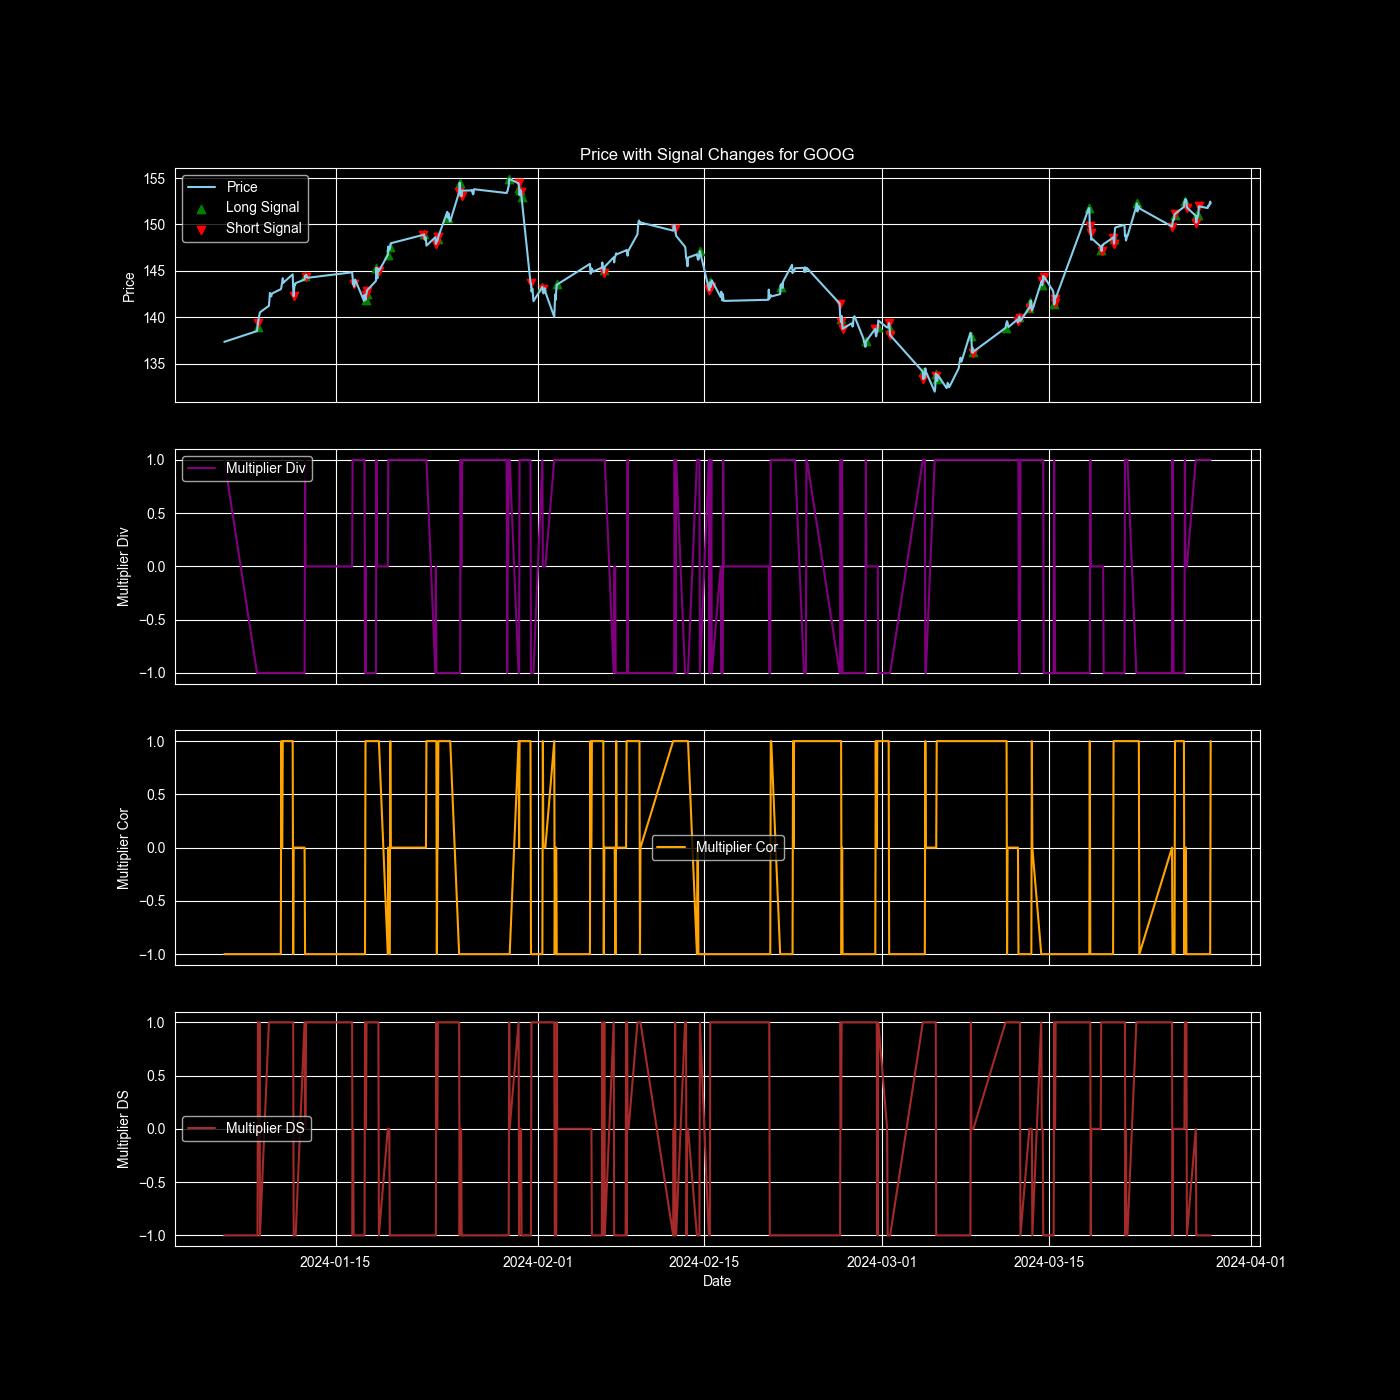 Price with Signal Changes for GOOG
155
150
145
140
135
Price
Price
Long Signal
Short Signal
1.0
0.5
0.0
−0.5
−1.0
Multiplier Div
Multiplier Div
1.0
0.5
0.0
−0.5
−1.0
Multiplier Cor
Multiplier Cor
1.0
0.5
0.0
−0.5
−1.0
Multiplier DS
Multiplier DS
2024-01-15 2024-02-01 2024-02-15 2024-03-01 2024-03-15 2024-04-01
Date